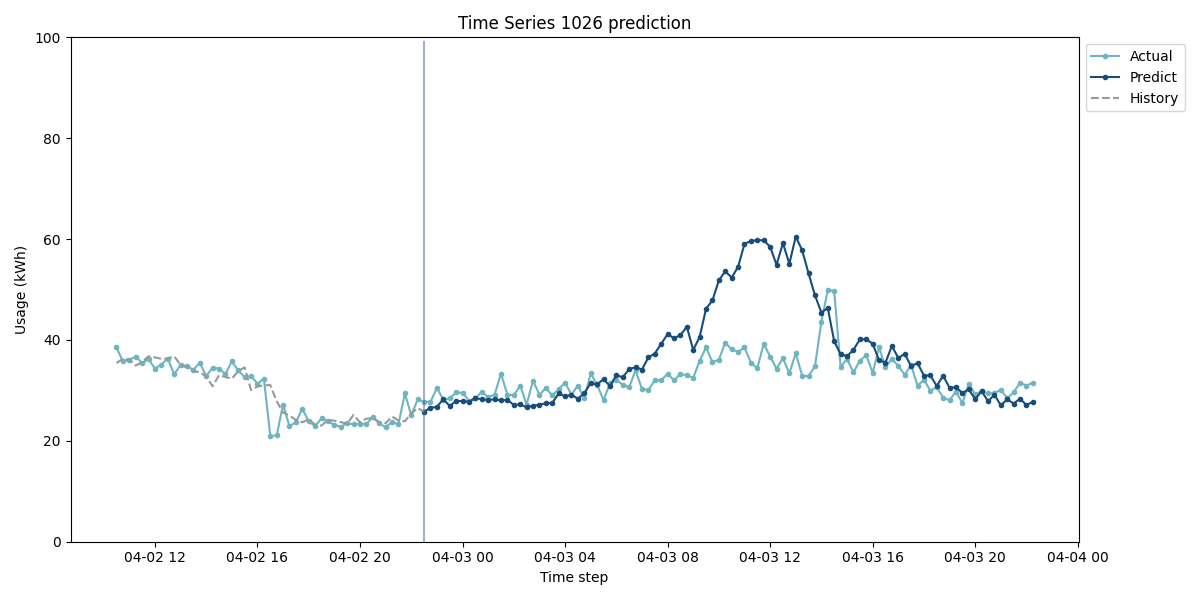 Time Series 1026 prediction
100
80
60
40
20
0
Usage (kWh)
04-02 12
04-02 16
04-02 20
04-03 00
04-03 04
04-03 08
04-03 12
04-03 16
04-03 20
04-04 00
Time step
Actual
Predict
History